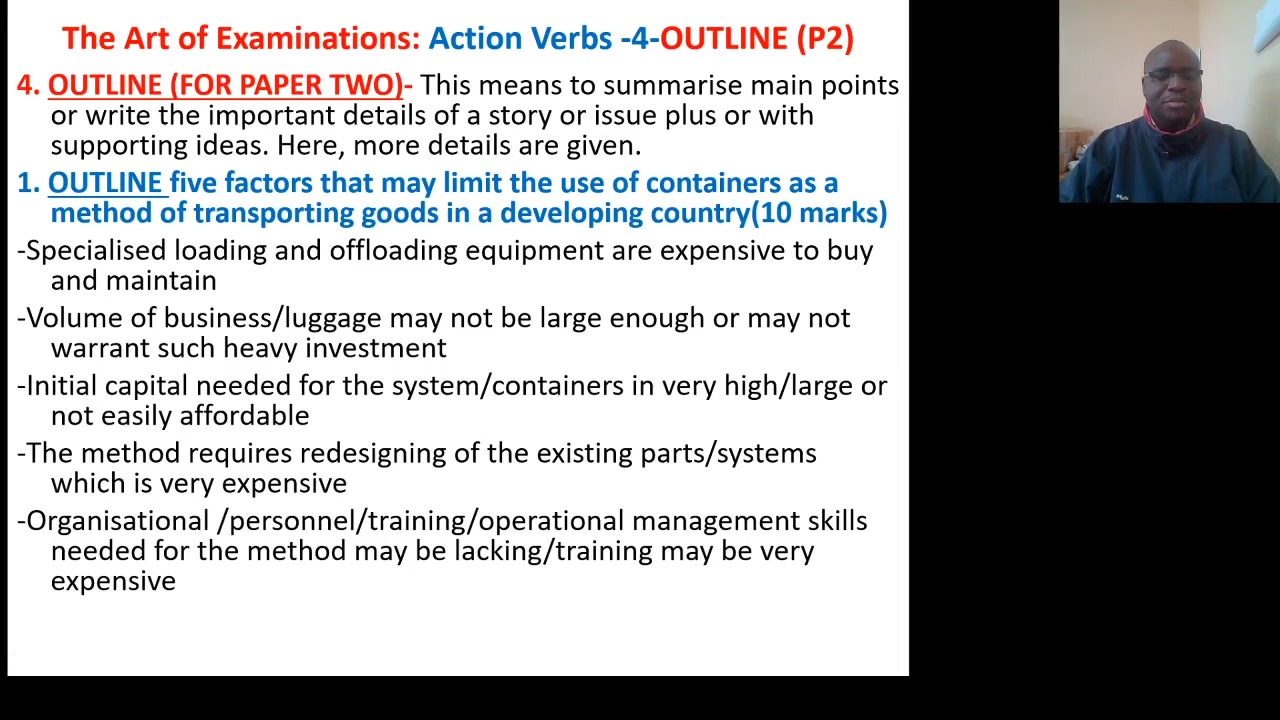 The Art of Examinations: Action Verbs -4-OUTLINE (P2)
4. OUTLINE (FOR PAPER TWO)- This means to summarise main points
or write the important details of a story or issue plus or with
supporting ideas. Here, more details are given.
1. OUTLINE five factors that may limit the use of containers as a
method of transporting goods in a developing country(10 marks)
-Specialised loading and offloading equipment are expensive to buy
and maintain
-Volume of business/luggage may not be large enough or may not
warrant such heavy investment
-Initial capital needed for the system/containers in very high/large or
not easily affordable
-The method requires redesigning of the existing parts/systems
which is very expensive
-Organisational /personnel/training/operational management skills
needed for the method may be lacking/training may be very
expensive